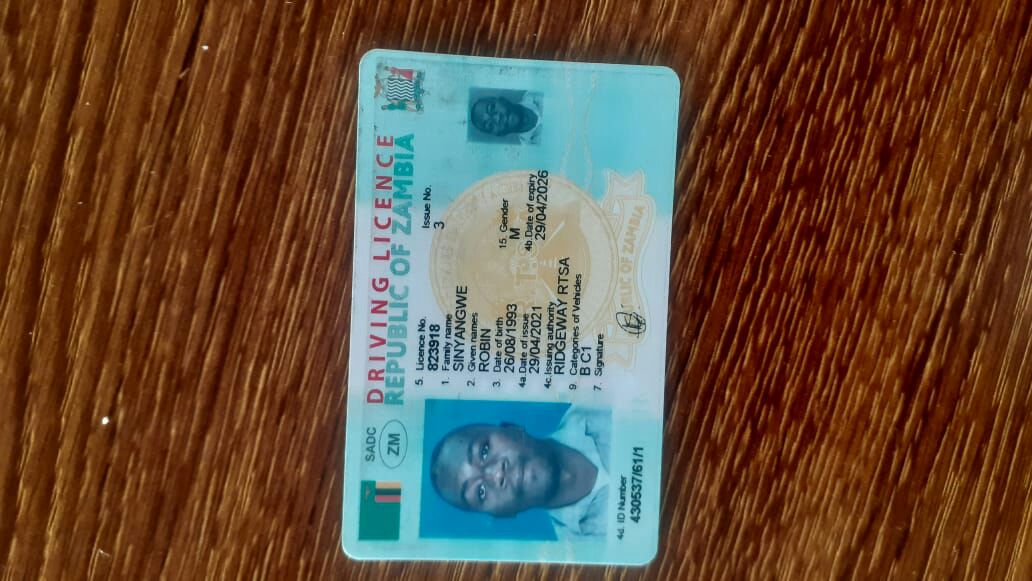 DRIVING LICENCE
REPUBLIC OF ZAMBIA
SADC
ZM
5. Licence No. Issue No.
823918 3
1. Family name
SINYANGWE
2. Given names
ROBIN
3. Date of birth 15. Gender
26/08/1993 M
4a.Date of issue 4b.Date of expiry
29/04/2021 29/04/2026
4c.Issuing authority
RIDGEWAY RTSA
9. Categories of Vehicles
B C1
7. Signature
4d. ID Number
430537/61/1
LIC OF ZAMBIA